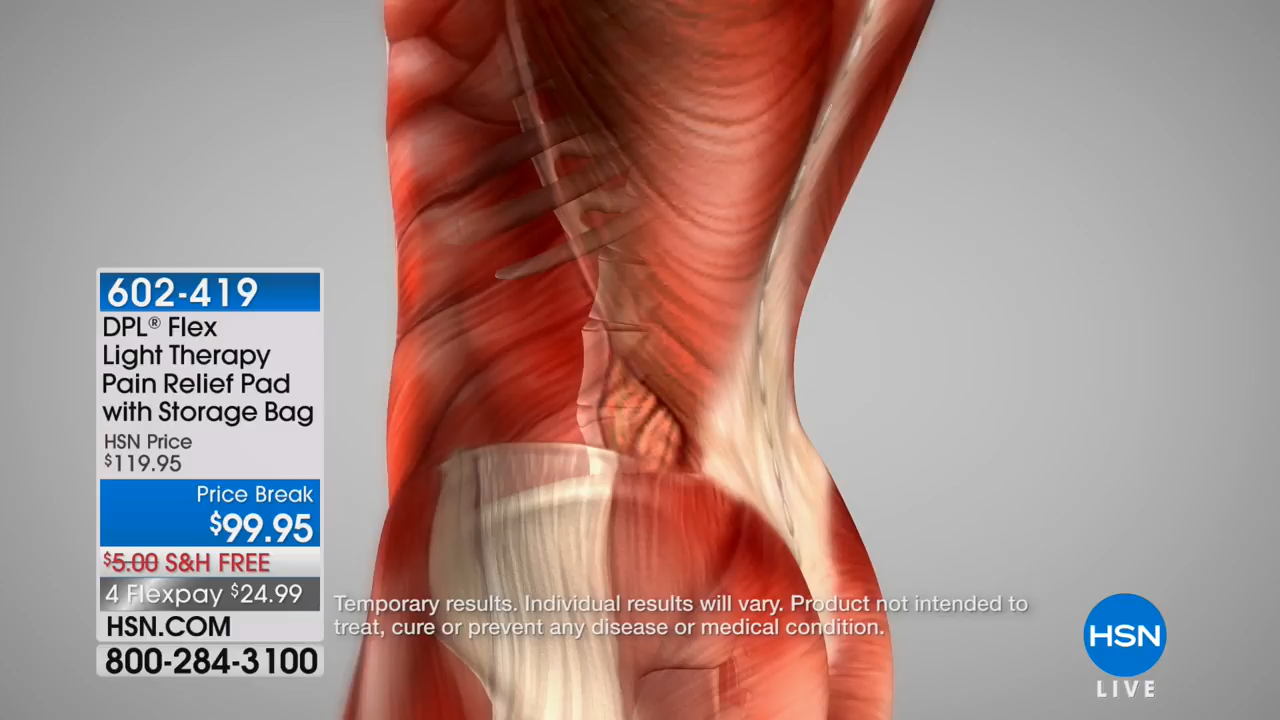 602-419
DPL® Flex
Light Therapy
Pain Relief Pad
with Storage Bag
HSN Price
$119.95
Price Break
$99.95
$5.00 S&H FREE
4 Flexpay $24.99
HSN.COM
800-284-3100
Temporary results. Individual results will vary. Product not intended to
treat, cure or prevent any disease or medical condition.
HSN
LIVE